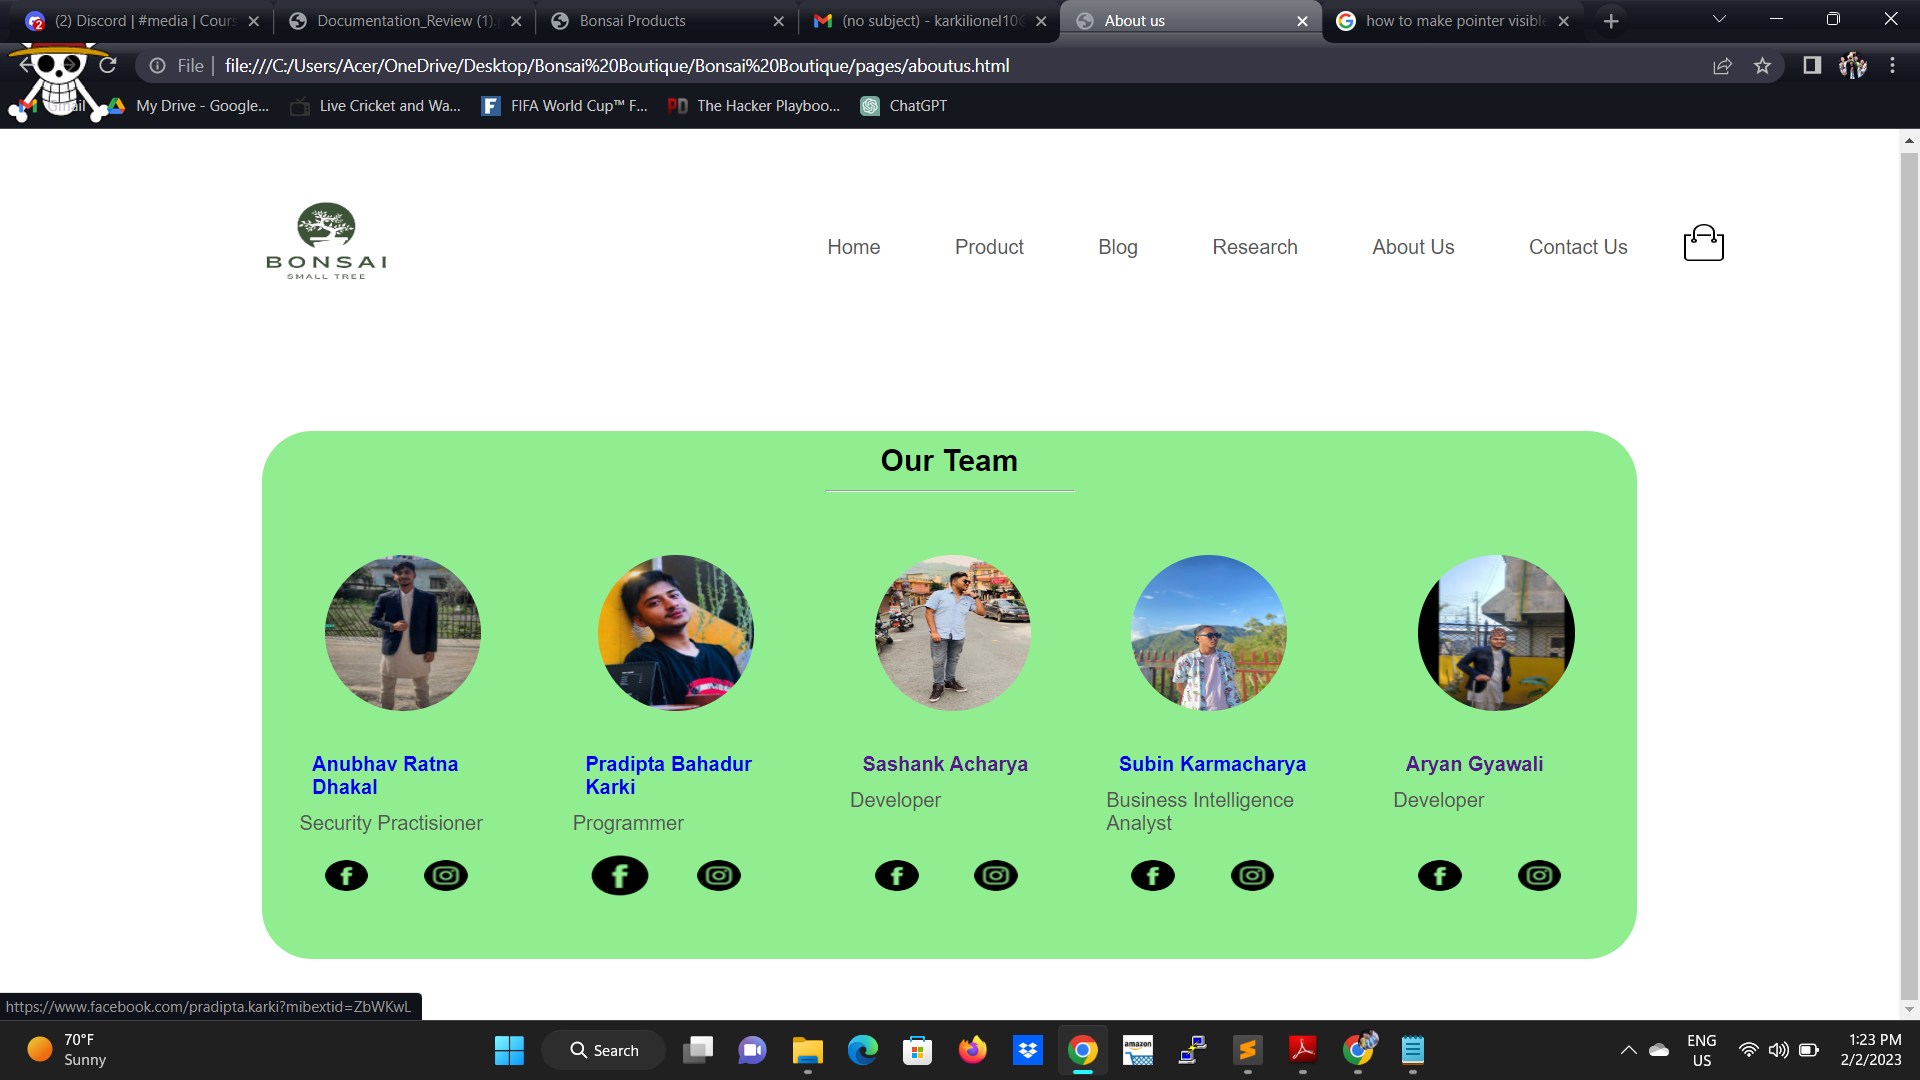 (2) Discord | #media | Cours
Documentation_Review (1).p
Bonsai Products
(no subject) - karkilionel10@
About us
how to make pointer visible
File
file:///C:/Users/Acer/OneDrive/Desktop/Bonsai%20Boutique/Bonsai%20Boutique/pages/aboutus.html
Gmail
My Drive - Google...
Live Cricket and Wa...
FIFA World Cup™ F...
The Hacker Playboo...
ChatGPT
BONSAI
SMALL TREE
Home
Product
Blog
Research
About Us
Contact Us
Our Team
Anubhav Ratna
Dhakal
Security Practisioner
Pradipta Bahadur
Karki
Programmer
Sashank Acharya
Developer
Subin Karmacharya
Business Intelligence
Analyst
Aryan Gyawali
Developer
https://www.facebook.com/pradipta.karki?mibextid=ZbWKwL
70°F
Sunny
Search
amazon
ENG
US
1:23 PM
2/2/2023